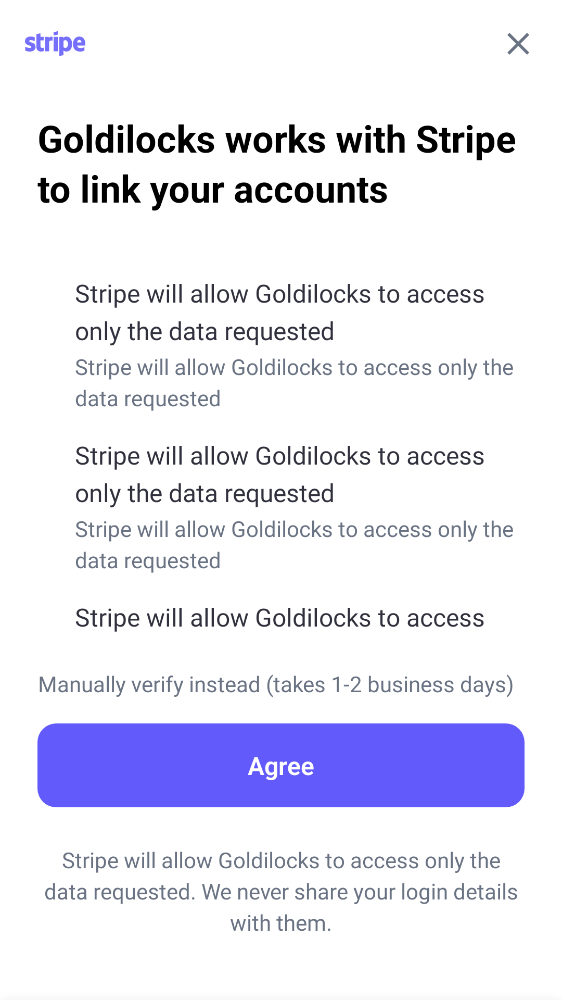 stripe
Goldilocks works with Stripe
to link your accounts
Stripe will allow Goldilocks to access
only the data requested
Stripe will allow Goldilocks to access only the
data requested
Stripe will allow Goldilocks to access
only the data requested
Stripe will allow Goldilocks to access only the
data requested
Stripe will allow Goldilocks to access
Manually verify instead (takes 1-2 business days)
Agree
Stripe will allow Goldilocks to access only the
data requested. We never share your login details
with them.